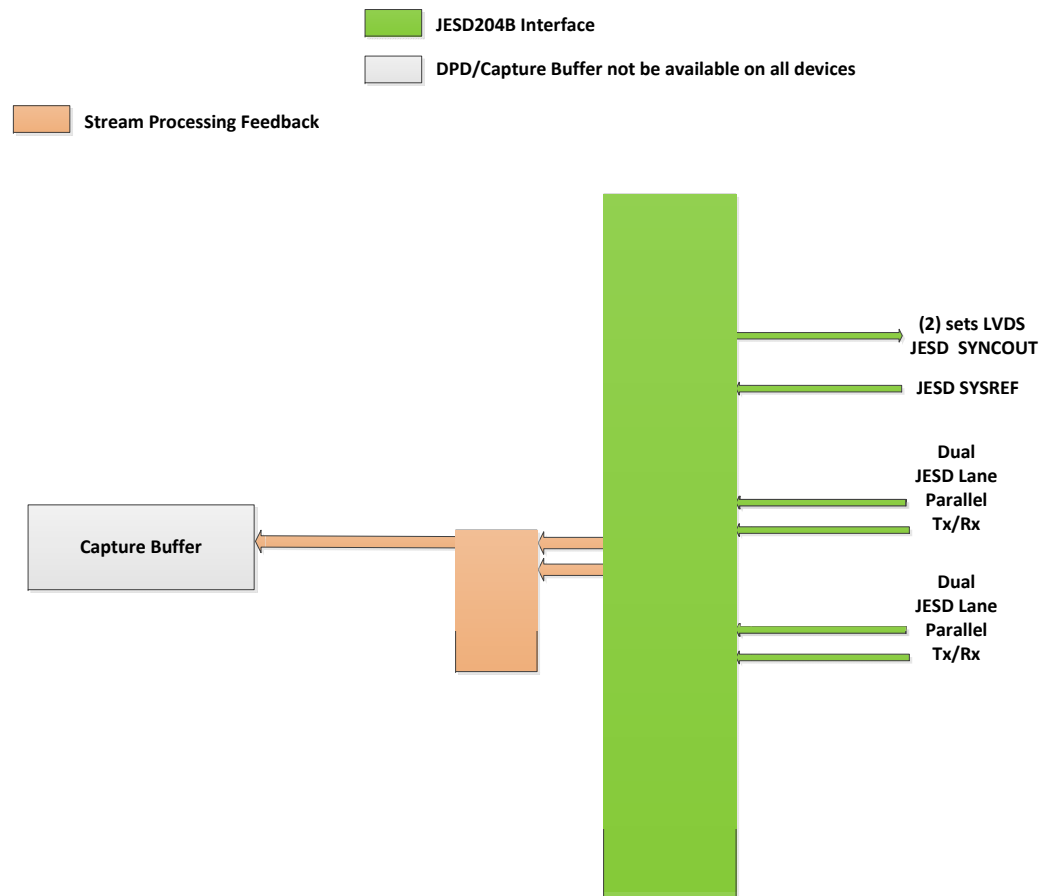 JESD204B Interface
DPD/Capture Buffer not be available on all devices
Stream Processing Feedback
(2) sets LVDS
JESD SYNCOUT
JESD SYSREF
Dual
JESD Lane
Parallel
Tx/Rx
Capture Buffer
Dual
JESD Lane
Parallel
Tx/Rx